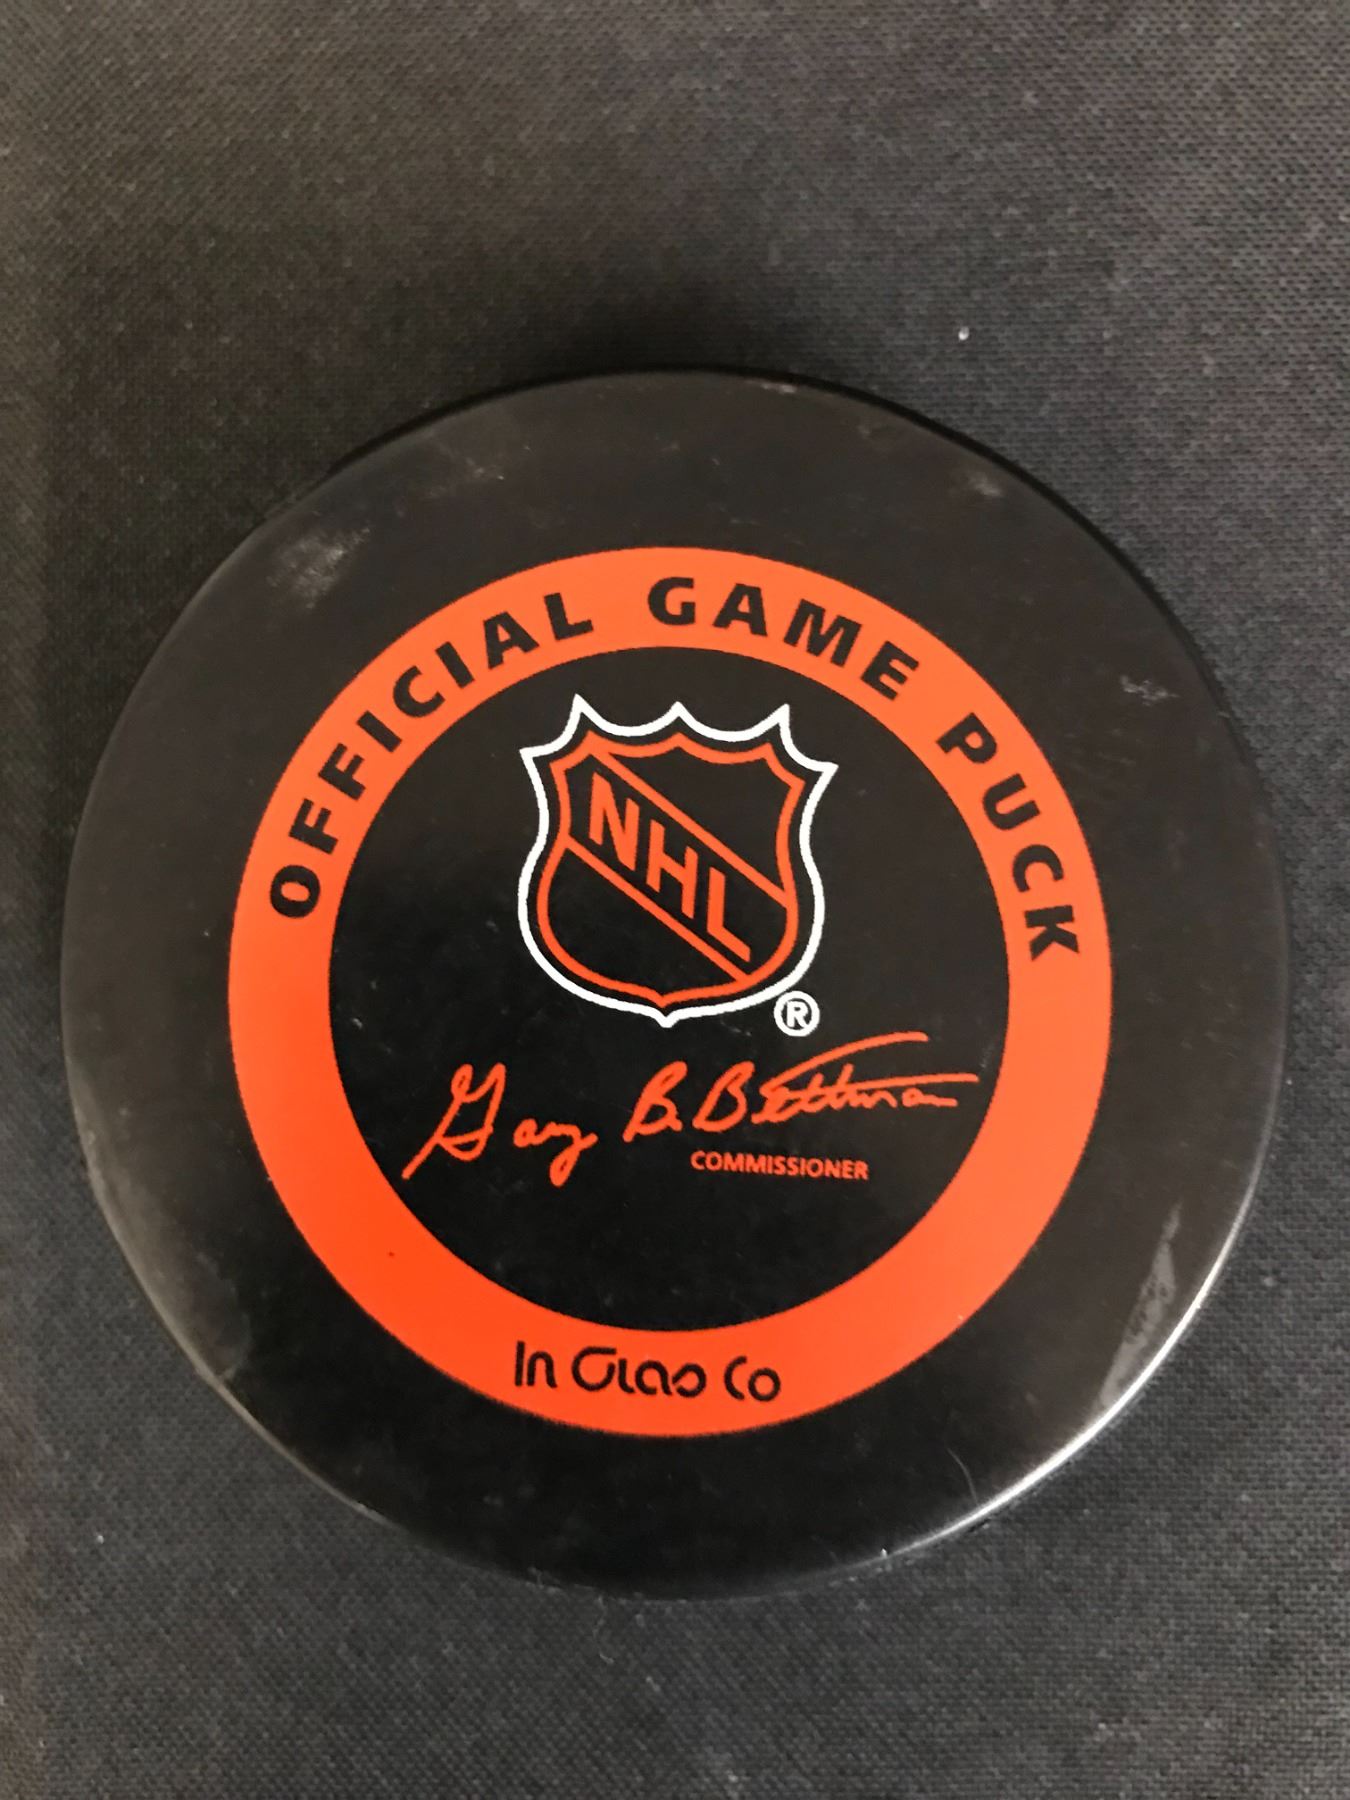 OFFICIAL GAME PUCK
NHL
®
Gary B. Bettman
COMMISSIONER
In Glas Co